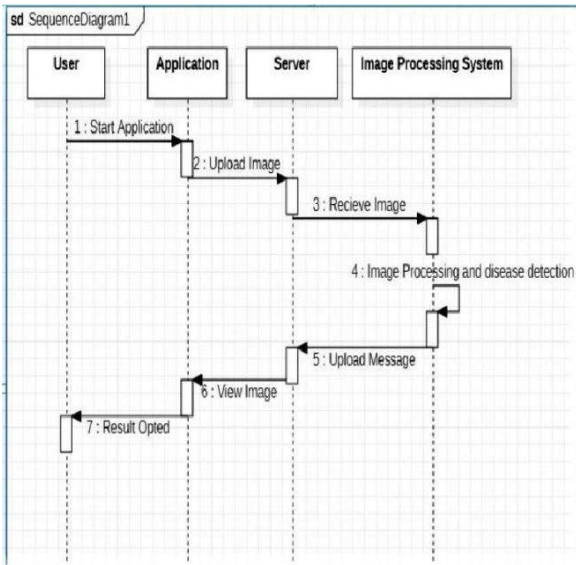 sd SequenceDiagram1
User
Application
Server
Image Processing System
1 : Start Application
2 : Upload Image
3 : Recieve Image
4 : Image Processing and disease detection
5 : Upload Message
6 : View Image
7 : Result Opted